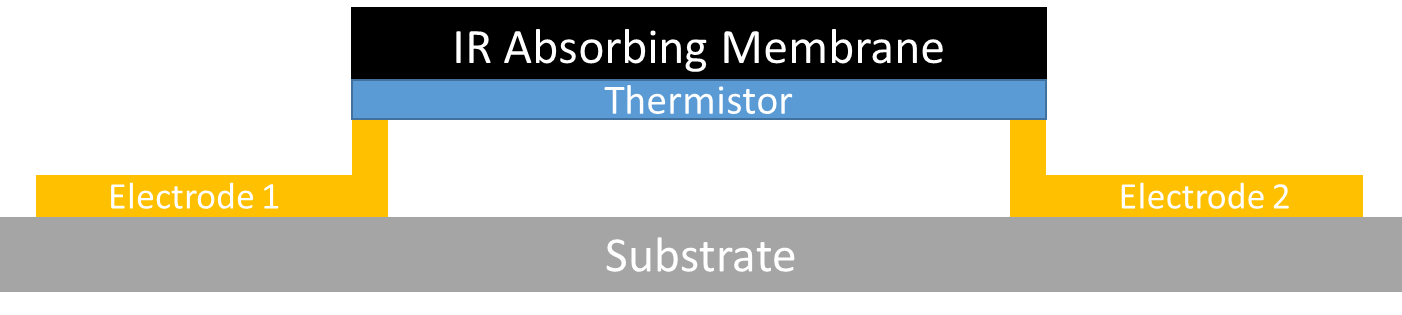 IR Absorbing Membrane
Thermistor
Electrode 1
Electrode 2
Substrate